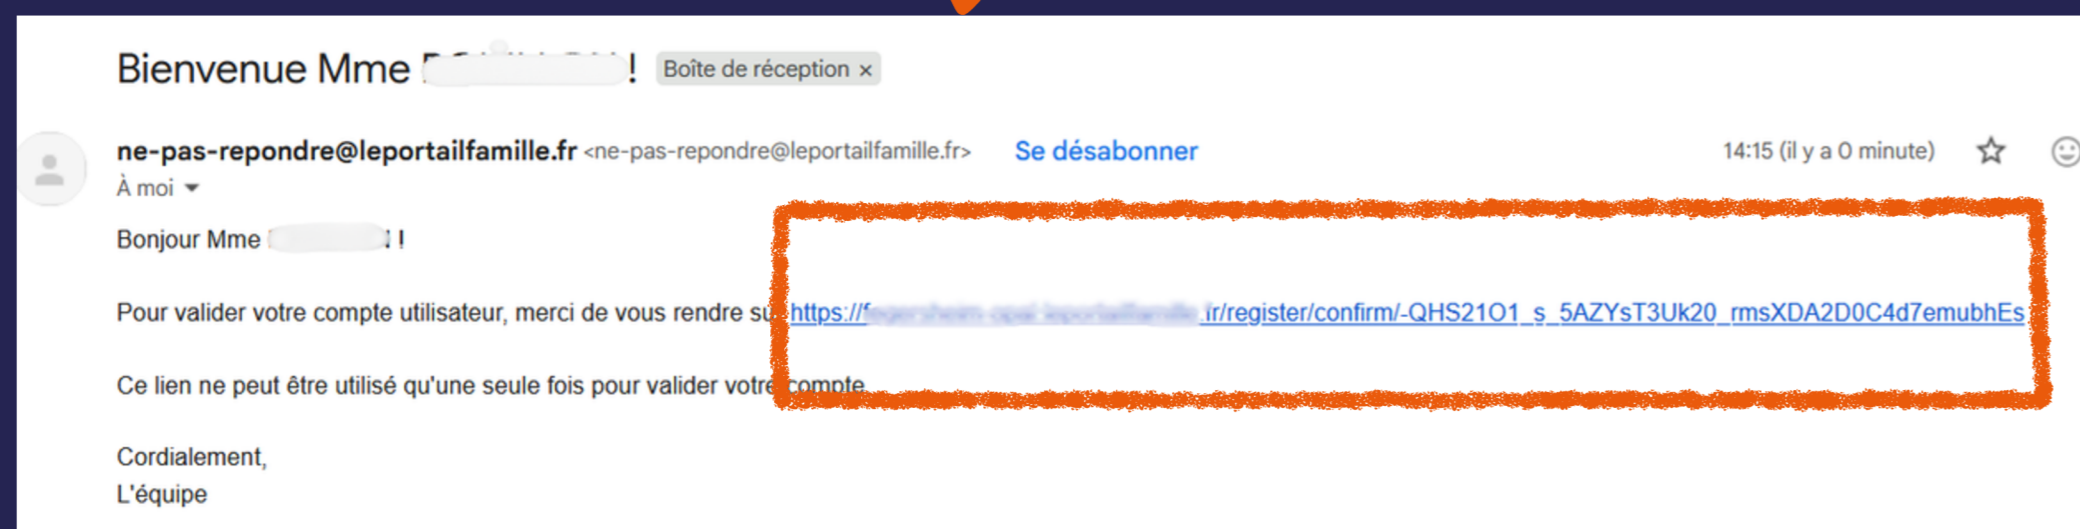 Bienvenue Mme ! Boîte de réception ×
ne-pas-repondre@leportailfamille.fr <ne-pas-repondre@leportailfamille.fr> Se désabonner 14:15 (il y a 0 minute)
À moi
Bonjour Mme !
Pour valider votre compte utilisateur, merci de vous rendre su https:// .fr/register/confirm/-QHS21O1_s_5AZYsT3Uk20_rmsXDA2D0C4d7emubhEs
Ce lien ne peut être utilisé qu'une seule fois pour valider votre compte
Cordialement,
L'équipe